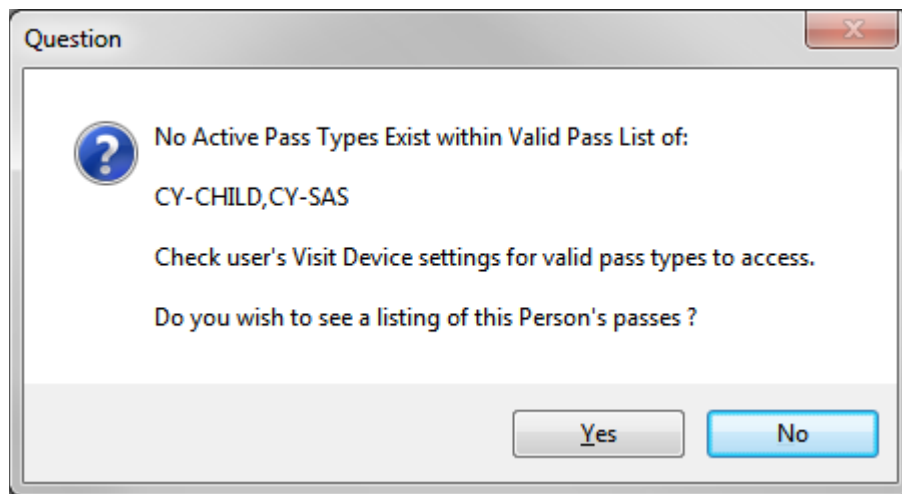 Question
No Active Pass Types Exist within Valid Pass List of:
CY-CHILD,CY-SAS
Check user's Visit Device settings for valid pass types to access.
Do you wish to see a listing of this Person's passes ?
Yes
No